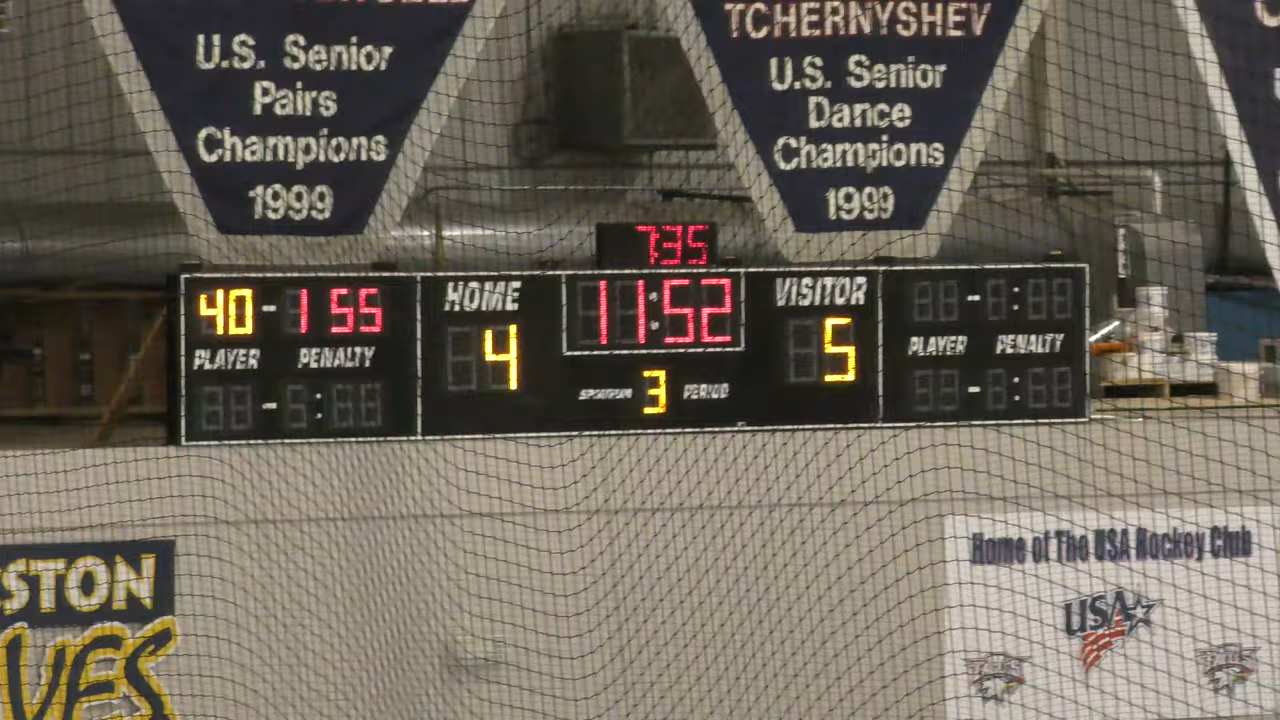 TCHERNYSHEV
U.S. Senior
Pairs
Champions
1999
U.S. Senior
Dance
Champions
1999
7:35
40 - 1 55
HOME
11:52
VISITOR
PLAYER PENALTY
4
5
PLAYER PENALTY
3 PERIOD
STON
VES
Home of The USA Hockey Club
USA